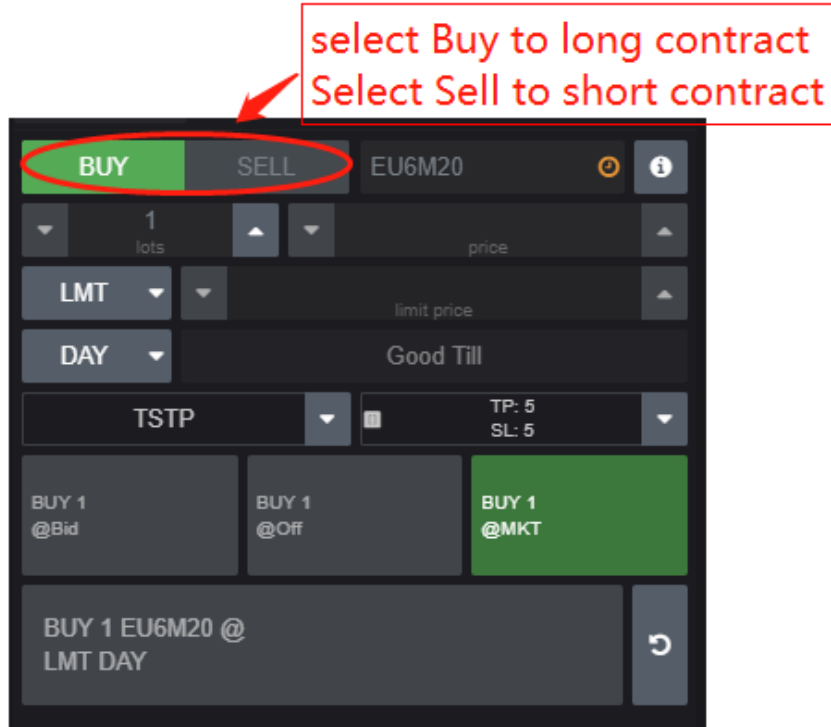 select Buy to long contract
Select Sell to short contract
BUY SELL EU6M20
1
lots price
LMT limit price
DAY Good Till
TSTP TP: 5
SL: 5
BUY 1 BUY 1 BUY 1
@Bid @Off @MKT
BUY 1 EU6M20 @
LMT DAY